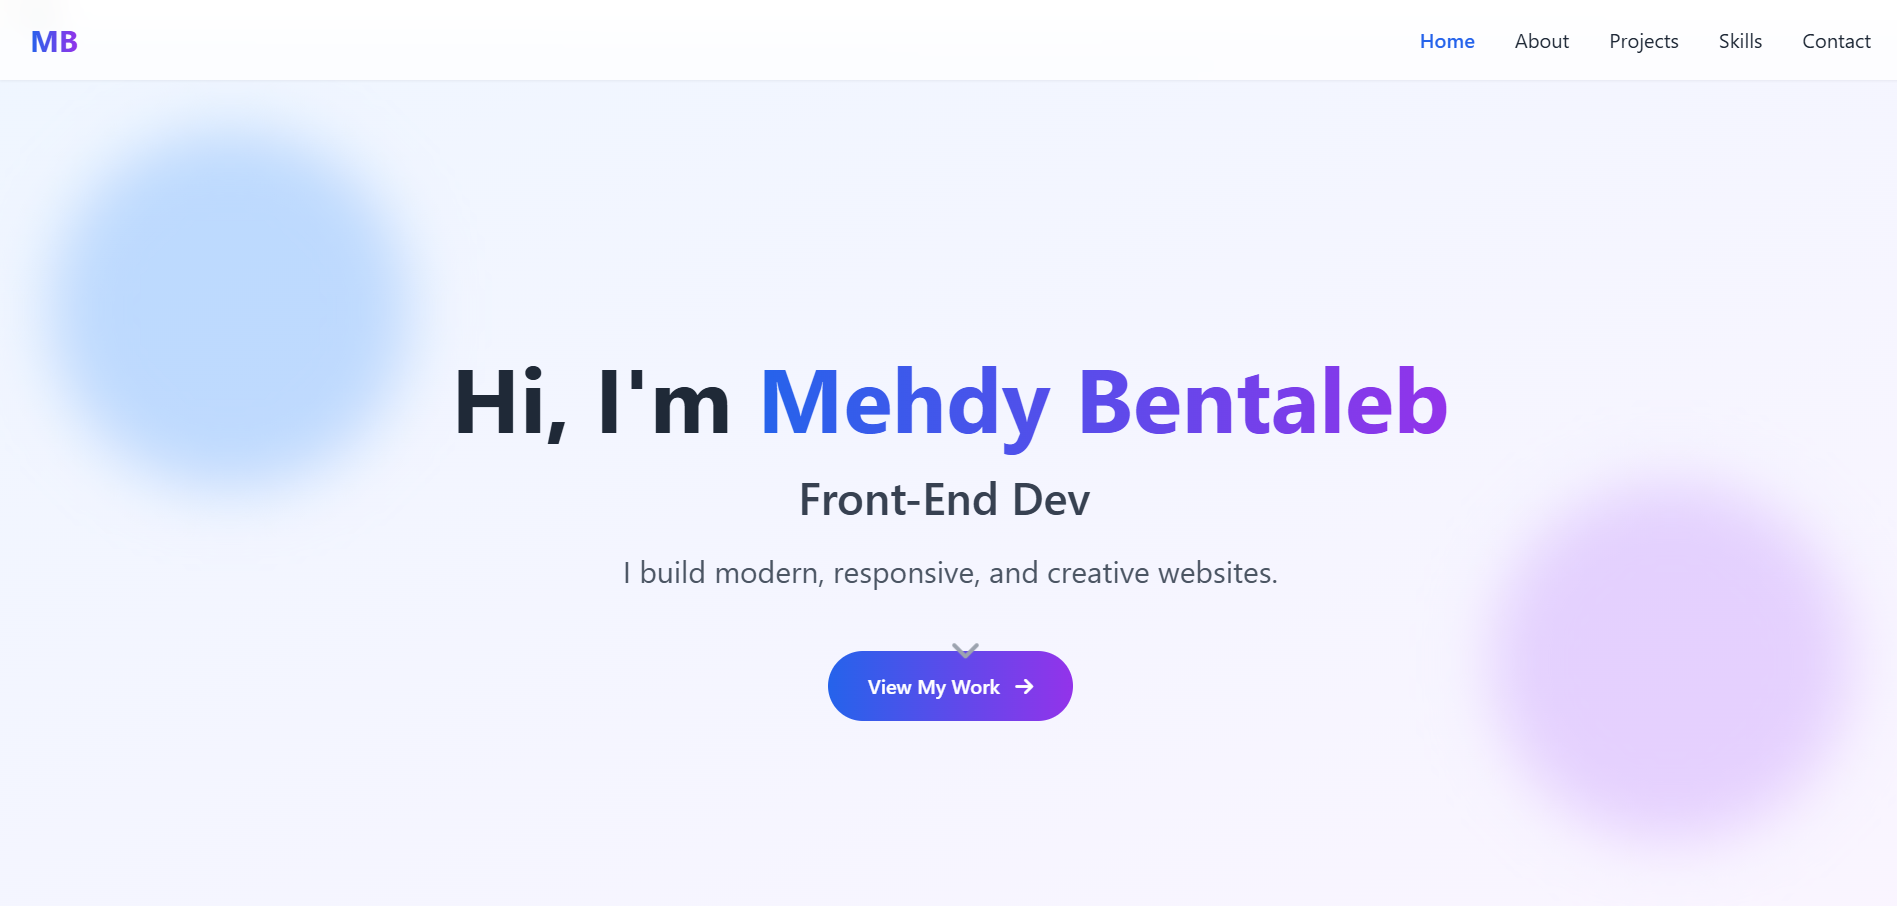 MB
Home About Projects Skills Contact
Hi, I'm Mehdy Bentaleb
Front-End Dev
I build modern, responsive, and creative websites.
View My Work